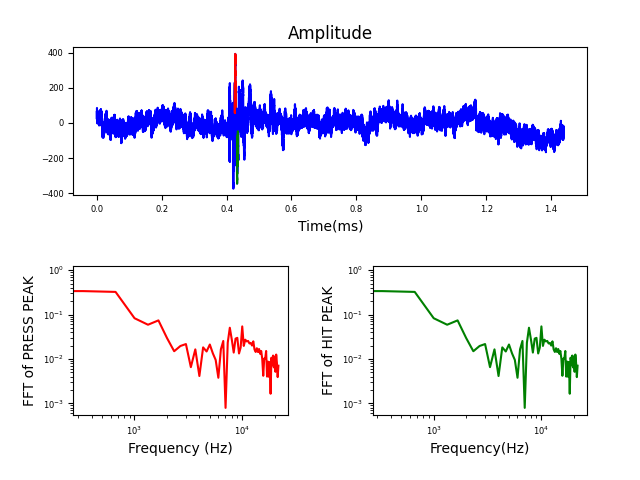 Amplitude
400
200
0
−200
−400
0.0 0.2 0.4 0.6 0.8 1.0 1.2 1.4
Time(ms)
FFT of PRESS PEAK
10⁰
10⁻¹
10⁻²
10⁻³
10³ 10⁴
Frequency (Hz)
FFT of HIT PEAK
10⁰
10⁻¹
10⁻²
10⁻³
10³ 10⁴
Frequency(Hz)